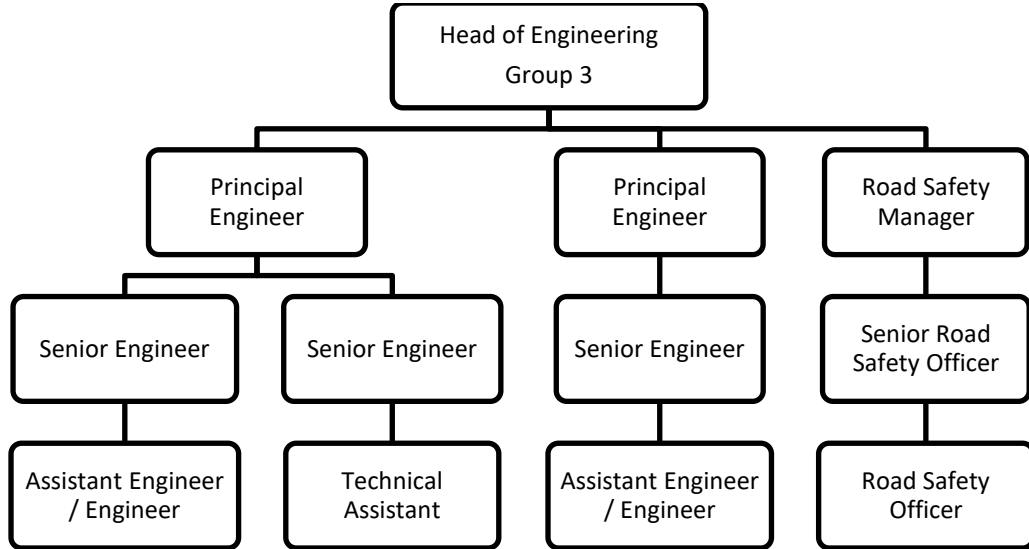 Head of Engineering
Group 3
Principal
Engineer
Principal
Engineer
Road Safety
Manager
Senior Engineer
Senior Engineer
Senior Engineer
Senior Road
Safety Officer
Assistant Engineer
/ Engineer
Technical
Assistant
Assistant Engineer
/ Engineer
Road Safety
Officer